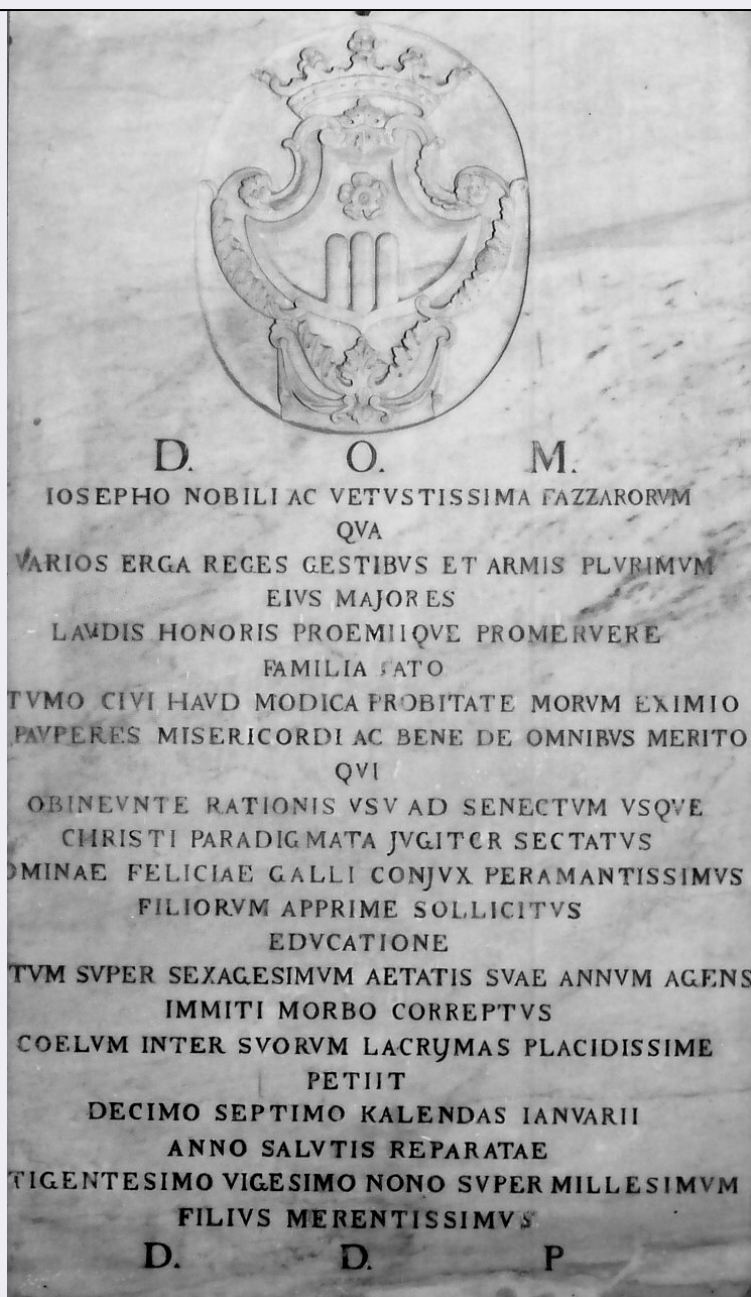 D. O. M.
IOSEPHO NOBILI AC VETVSTISSIMA FAZZARORVM
QVA
VARIOS ERGA REGES GESTIBVS ET ARMIS PLVRIMVM
EIVS MAJORES
LAVDIS HONORIS PROEMIIQVE PROMERVERE
FAMILIA SATO
TVMO CIVI HAVD MODICA PROBITATE MORVM EXIMIO
PAVPERES MISERICORDI AC BENE DE OMNIBVS MERITO
QVI
OBINEVNTE RATIONIS VSV AD SENECTVM VSQVE
CHRISTI PARADIGMATA JVGITER SECTATVS
OMINAE FELICIAE GALLI CONJVX PERAMANTISSIMVS
FILIORVM APPRIME SOLLICITVS
EDVCATIONE
TVM SVPER SEXAGESIMVM AETATIS SVAE ANNVM AGENS
IMMITI MORBO CORREPTVS
COELVM INTER SVORVM LACRYMAS PLACIDISSIME
PETIIT
DECIMO SEPTIMO KALENDAS IANVARII
ANNO SALVTIS REPARATAE
TIGENTESIMO VIGESIMO NONO SVPER MILLESIMVM
FILIVS MERENTISSIMVS
D. D. P